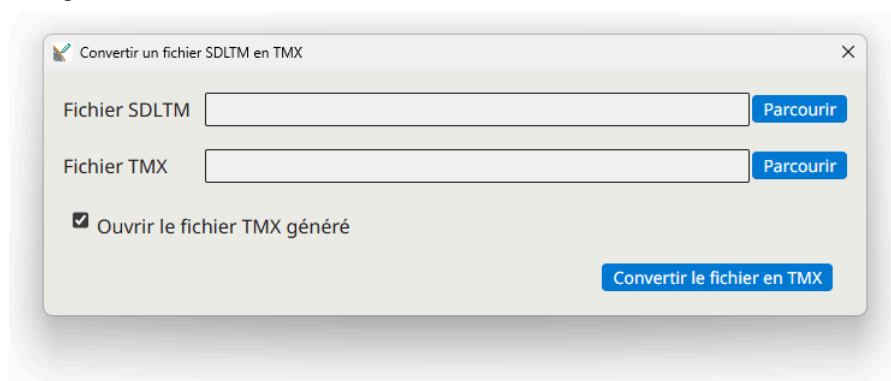 Convertir un fichier SDLTM en TMX
Fichier SDLTM Parcourir
Fichier TMX Parcourir
Ouvrir le fichier TMX généré
Convertir le fichier en TMX